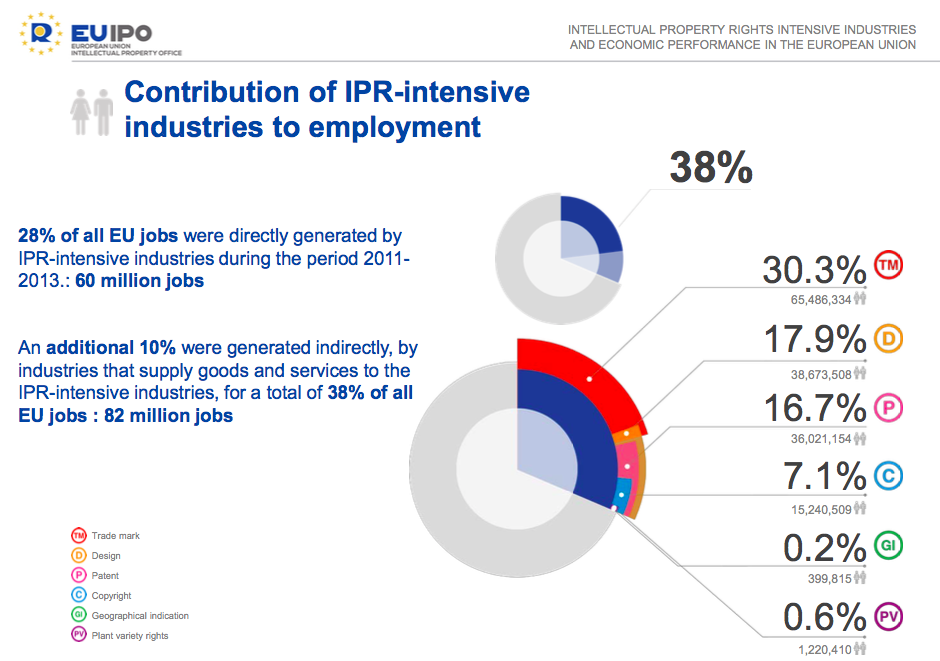 EUIPO
EUROPEAN UNION
INTELLECTUAL PROPERTY OFFICE
INTELLECTUAL PROPERTY RIGHTS INTENSIVE INDUSTRIES
AND ECONOMIC PERFORMANCE IN THE EUROPEAN UNION
Contribution of IPR-intensive
industries to employment
38%
28% of all EU jobs were directly generated by
IPR-intensive industries during the period 2011-
2013.: 60 million jobs
An additional 10% were generated indirectly, by
industries that supply goods and services to the
IPR-intensive industries, for a total of 38% of all
EU jobs : 82 million jobs
30.3% TM
65,486,334
17.9% D
38,673,508
16.7% P
36,021,154
7.1% C
15,240,509
0.2% GI
399,815
0.6% PV
1,220,410
TM Trade mark
D Design
P Patent
C Copyright
GI Geographical indication
PV Plant variety rights